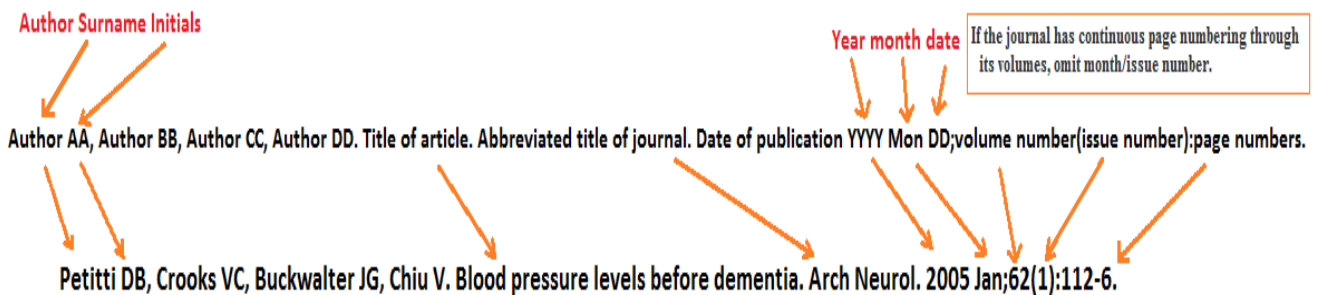 Author Surname Initials
Year month date
If the journal has continuous page numbering through
its volumes, omit month/issue number.
Author AA, Author BB, Author CC, Author DD. Title of article. Abbreviated title of journal. Date of publication YYYY Mon DD;volume number(issue number):page numbers.
Petitti DB, Crooks VC, Buckwalter JG, Chiu V. Blood pressure levels before dementia. Arch Neurol. 2005 Jan;62(1):112-6.